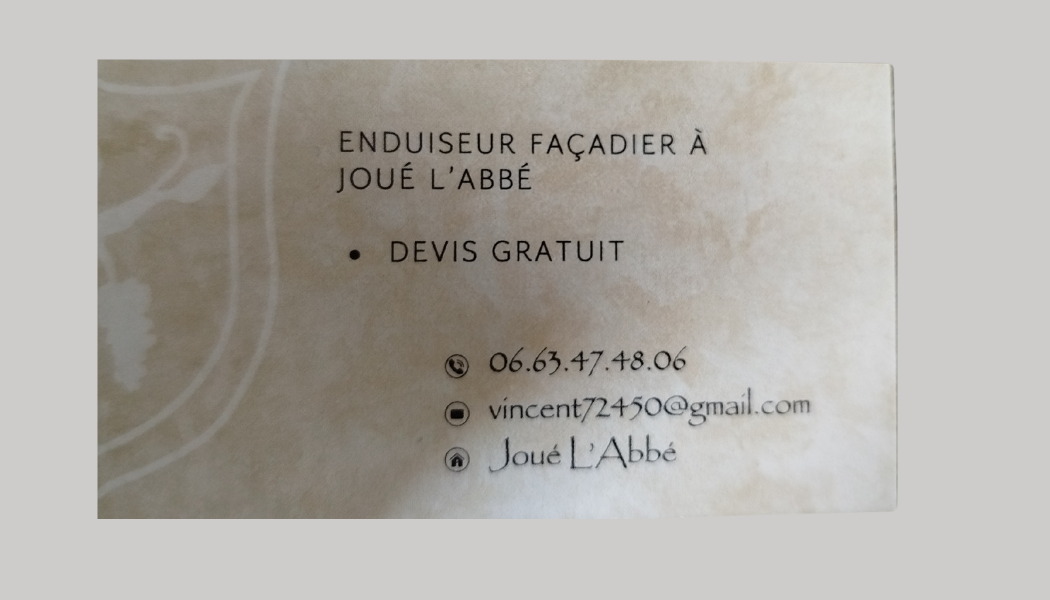 ENDUISEUR FAÇADIER À
JOUÉ L'ABBÉ
• DEVIS GRATUIT
06.63.47.48.06
vincent72450@gmail.com
Joué L'Abbé